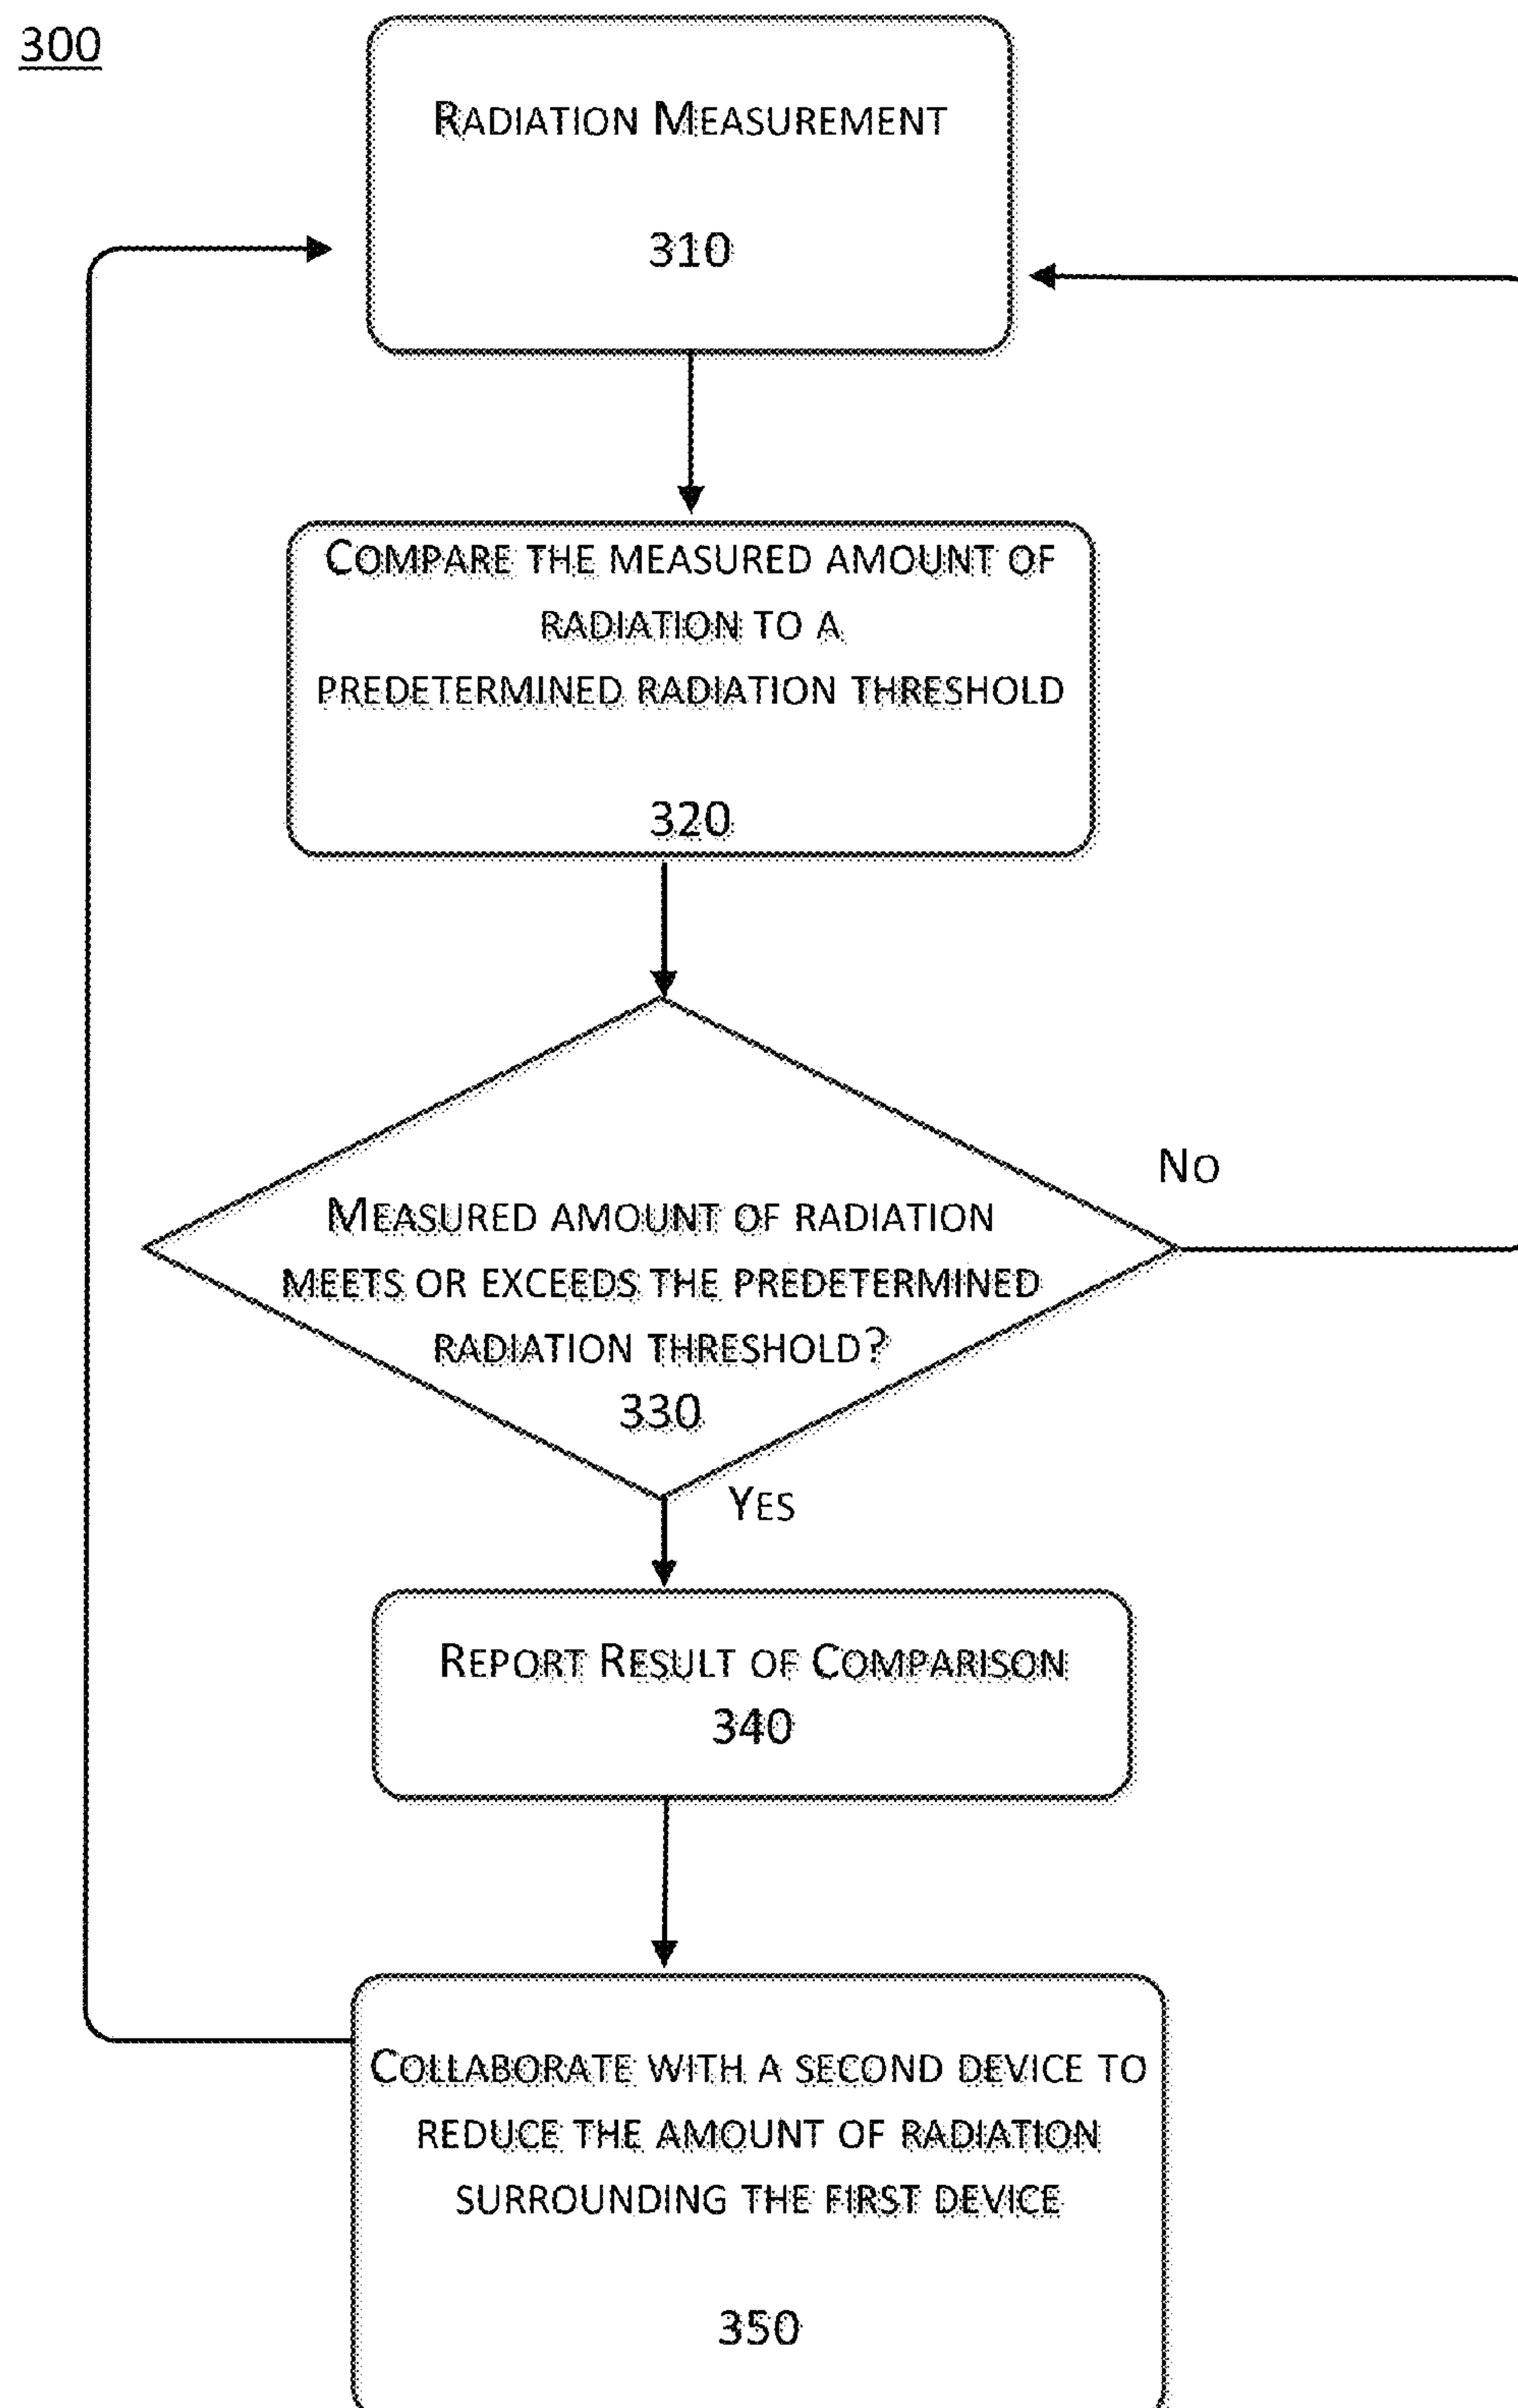 300
RADIATION MEASUREMENT
310
COMPARE THE MEASURED AMOUNT OF
RADIATION TO A
PREDETERMINED RADIATION THRESHOLD
320
NO
MEASURED AMOUNT OF RADIATION
MEETS OR EXCEEDS THE PREDETERMINED
RADIATION THRESHOLD?
330
YES
REPORT RESULT OF COMPARISON
340
COLLABORATE WITH A SECOND DEVICE TO
REDUCE THE AMOUNT OF RADIATION
SURROUNDING THE FIRST DEVICE
350